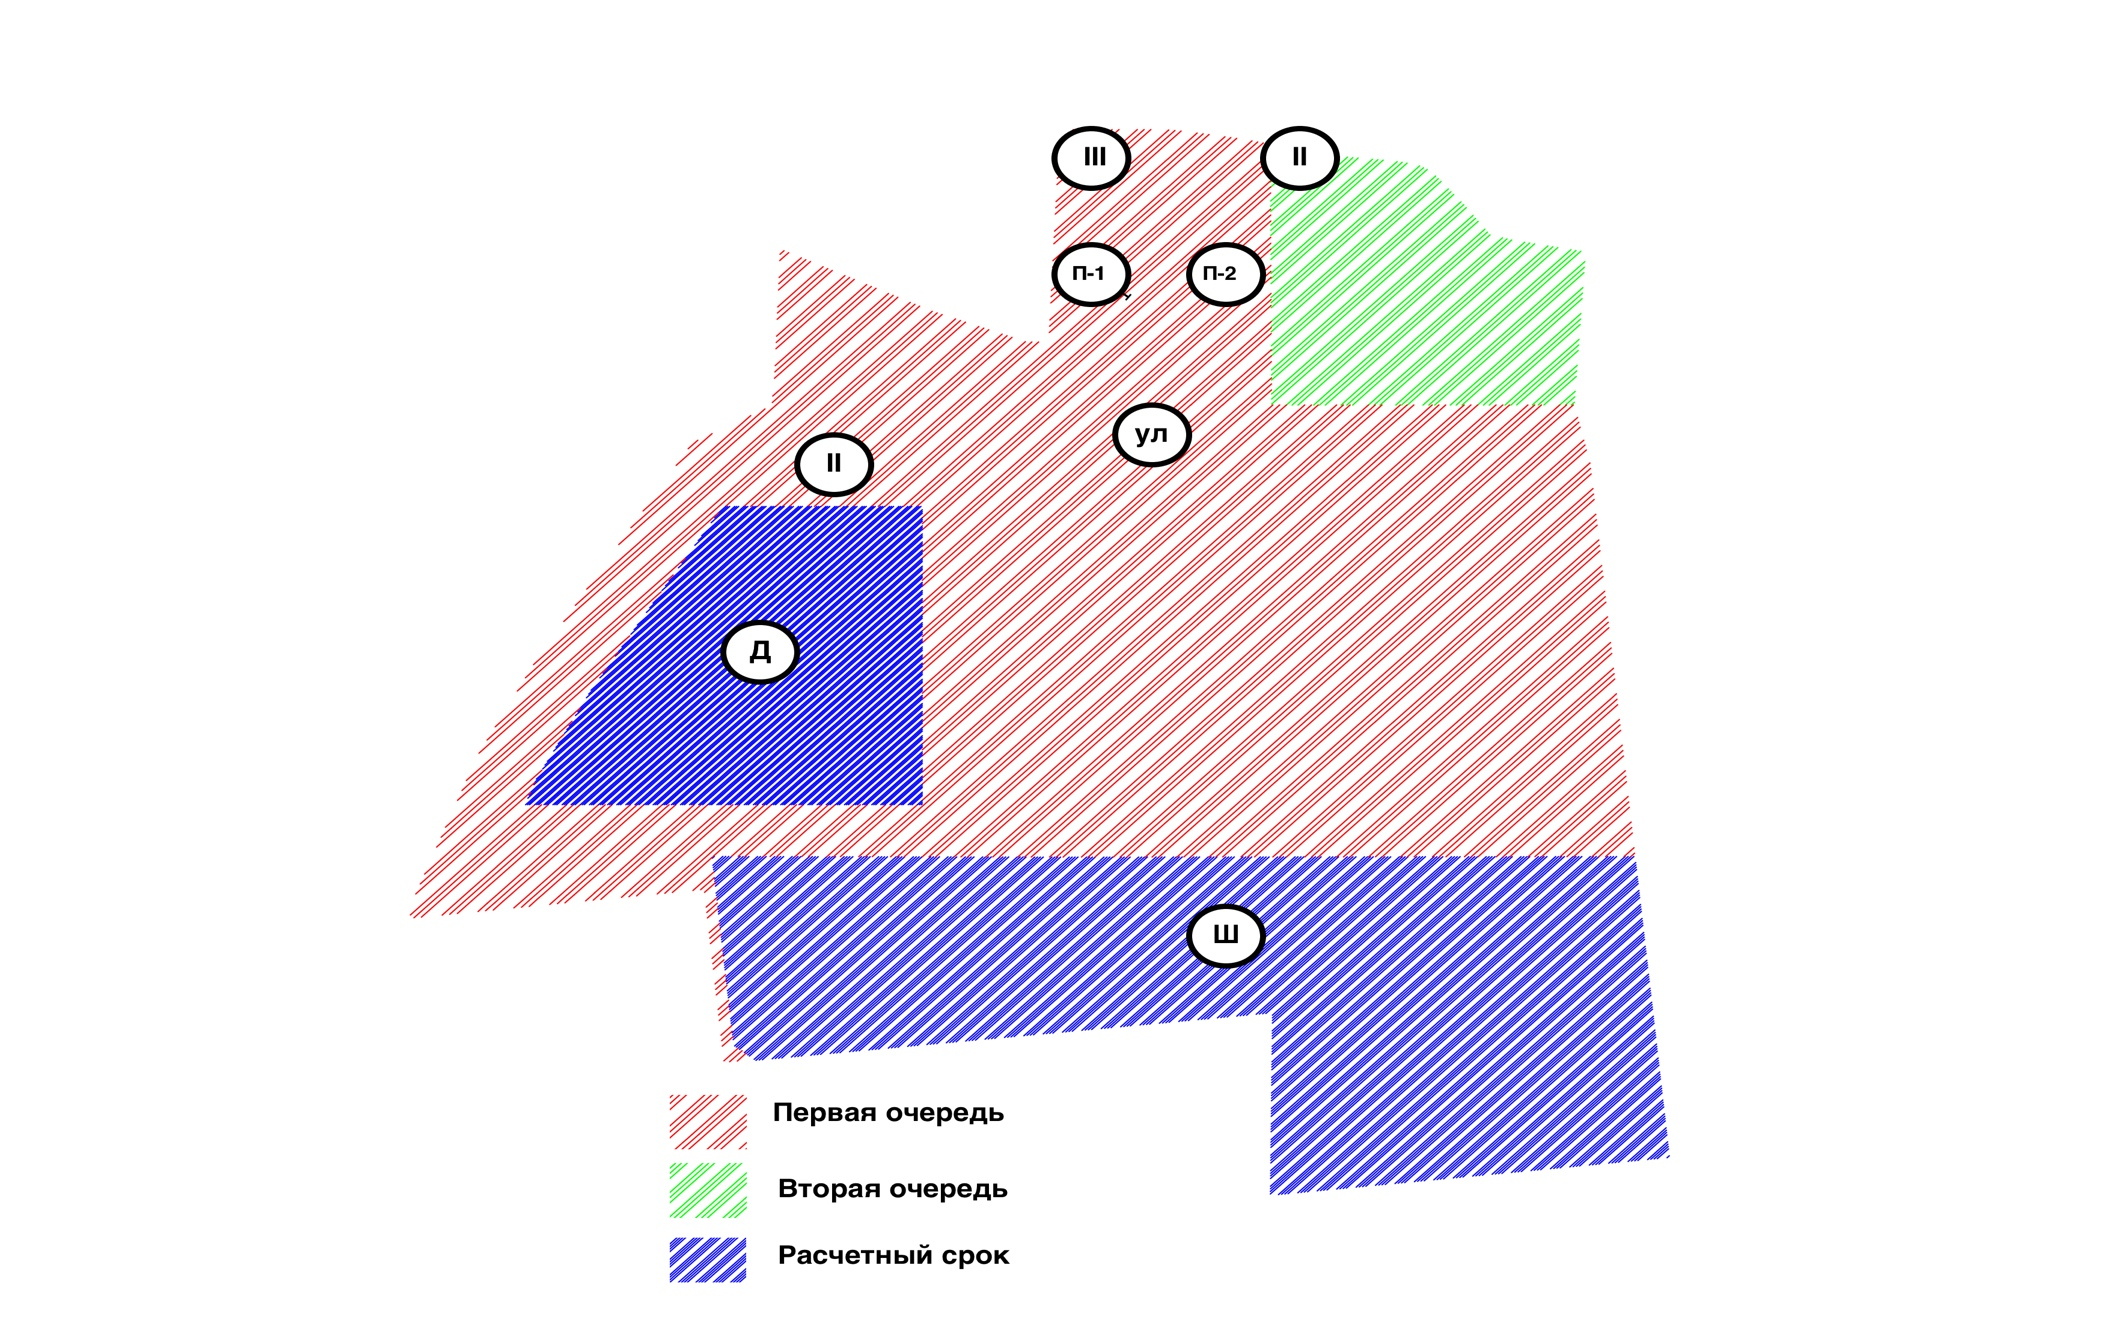 III
II
П-1
П-2
ул
II
Д
Ш
Первая очередь
Вторая очередь
Расчетный срок